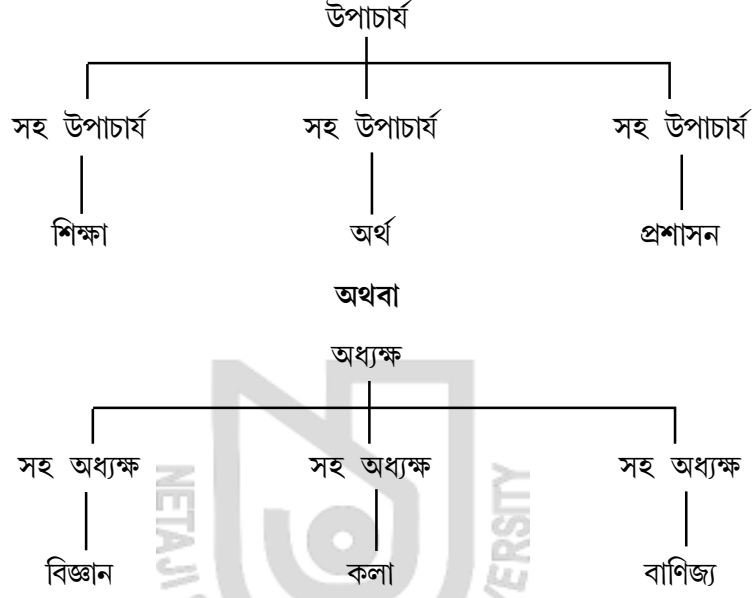 উপাচার্য
সহ উপাচার্য সহ উপাচার্য সহ উপাচার্য
শিক্ষা অর্থ প্রশাসন
অথবা
অধ্যক্ষ
সহ অধ্যক্ষ সহ অধ্যক্ষ সহ অধ্যক্ষ
বিজ্ঞান কলা বাণিজ্য
NETAJI